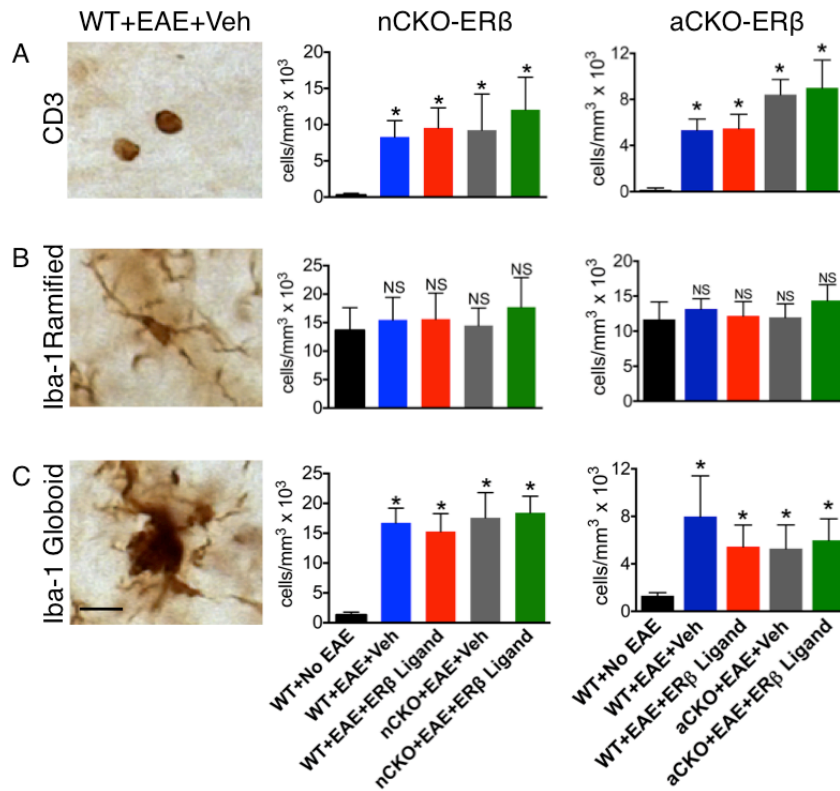 WT+EAE+Veh
nCKO-ERβ
aCKO-ERβ
A
CD3
cells/mm³ x 10³
20
15
10
5
0
*
*
*
*
cells/mm³ x 10³
12
8
4
0
*
*
*
*
B
Iba-1Ramified
cells/mm³ x 10³
25
20
15
10
5
0
NS
NS
NS
NS
cells/mm³ x 10³
25
20
15
10
5
0
NS
NS
NS
NS
C
Iba-1 Globoid
cells/mm³ x 10³
25
20
15
10
5
0
*
*
*
*
cells/mm³ x 10³
12
8
4
0
*
*
*
*
WT+No EAE
WT+EAE+Veh
WT+EAE+ERβ Ligand
nCKO+EAE+Veh
nCKO+EAE+ERβ Ligand
WT+No EAE
WT+EAE+Veh
WT+EAE+ERβ Ligand
aCKO+EAE+Veh
aCKO+EAE+ERβ Ligand